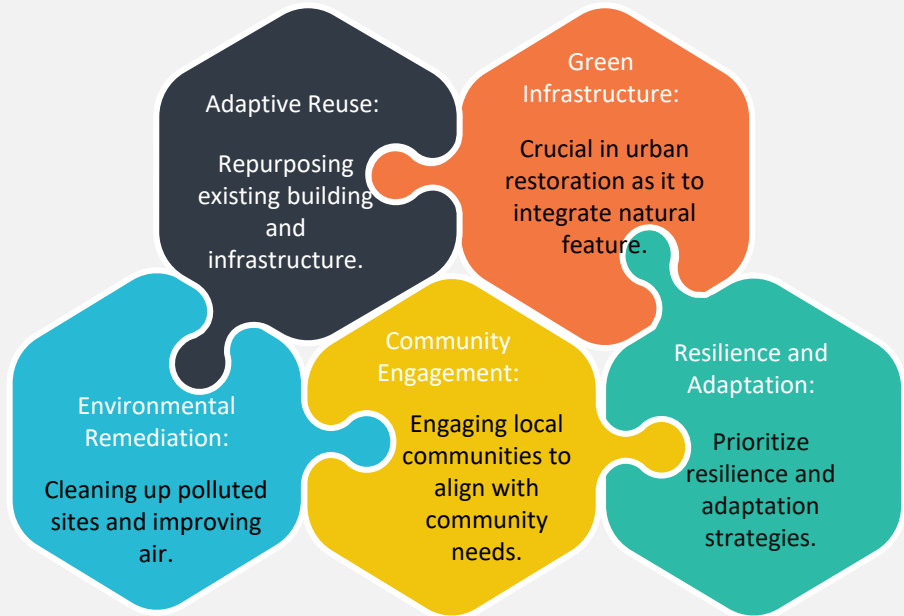 Adaptive Reuse:
Repurposing
existing building
and
infrastructure.
Green
Infrastructure:
Crucial in urban
restoration as it to
integrate natural
feature.
Environmental
Remediation:
Cleaning up polluted
sites and improving
air.
Community
Engagement:
Engaging local
communities to
align with
community
needs.
Resilience and
Adaptation:
Prioritize
resilience and
adaptation
strategies.